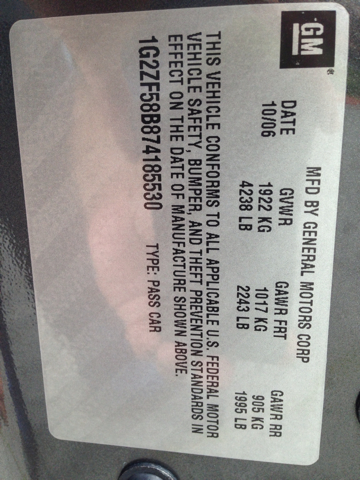 GM
MFD BY GENERAL MOTORS CORP
DATE GVWR GAWR FRT GAWR RR
10/06 1922 KG 1017 KG 905 KG
4238 LB 2243 LB 1995 LB
THIS VEHICLE CONFORMS TO ALL APPLICABLE U.S. FEDERAL MOTOR
VEHICLE SAFETY, BUMPER, AND THEFT PREVENTION STANDARDS IN
EFFECT ON THE DATE OF MANUFACTURE SHOWN ABOVE.
1G2ZF58B874185530 TYPE: PASS CAR